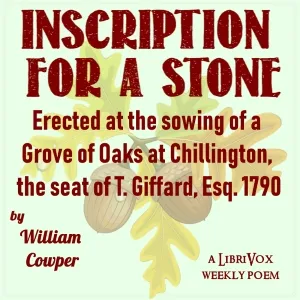 INSCRIPTION
FOR A STONE
Erected at the sowing of a
Grove of Oaks at Chillington,
the seat of T. Giffard, Esq. 1790
by
William
Cowper
A LIBRIVOX
WEEKLY POEM